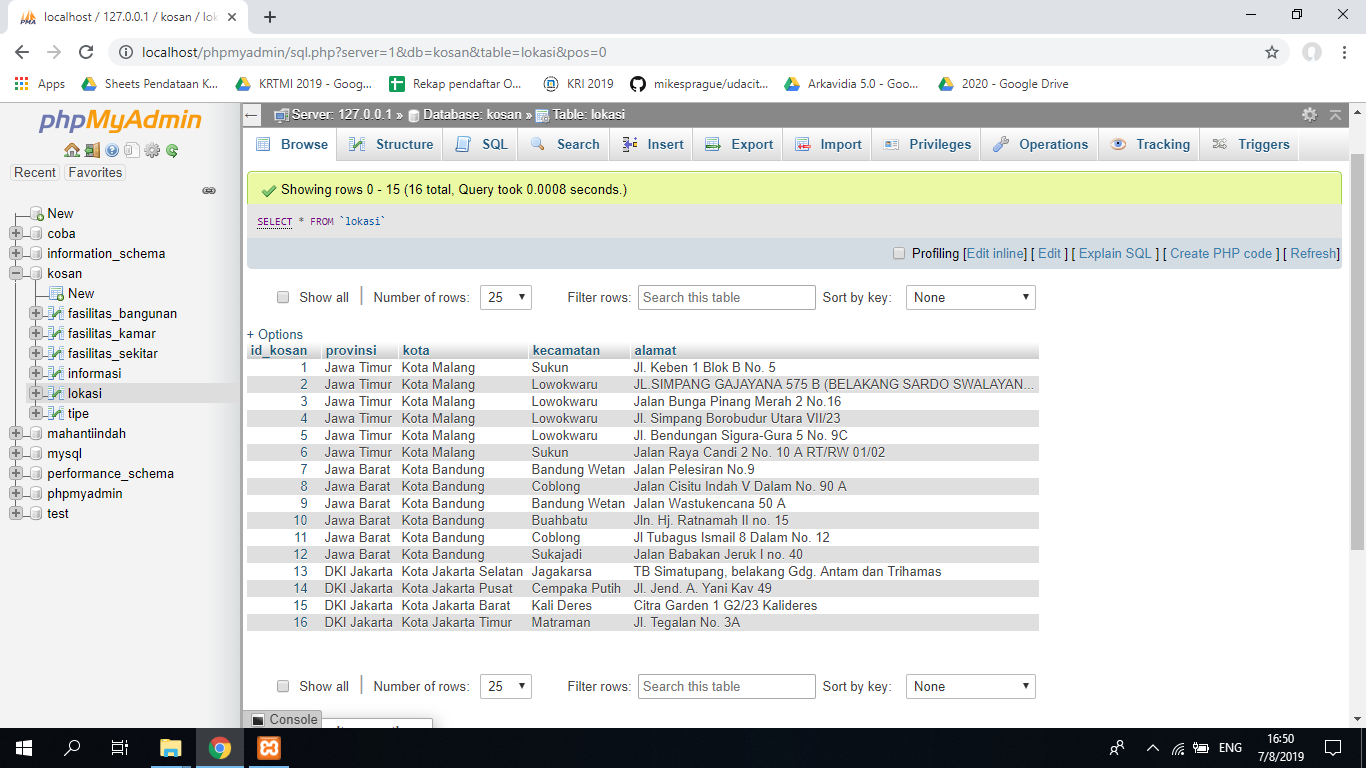 localhost / 127.0.0.1 / kosan / lok
localhost/phpmyadmin/sql.php?server=1&db=kosan&table=lokasi&pos=0
Apps Sheets Pendataan K... KRTMI 2019 - Goog... Rekap pendaftar O... KRI 2019 mikesprague/udacit... Arkavidia 5.0 - Goo... 2020 - Google Drive
phpMyAdmin
Recent Favorites
New
coba
information_schema
kosan
New
fasilitas_bangunan
fasilitas_kamar
fasilitas_sekitar
informasi
lokasi
tipe
mahantiindah
mysql
performance_schema
phpmyadmin
test
Server: 127.0.0.1 » Database: kosan » Table: lokasi
Browse Structure SQL Search Insert Export Import Privileges Operations Tracking Triggers
Showing rows 0 - 15 (16 total, Query took 0.0008 seconds.)
SELECT * FROM `lokasi`
Profiling [Edit inline] [ Edit ] [ Explain SQL ] [ Create PHP code ] [ Refresh]
Show all Number of rows: 25 Filter rows: Search this table Sort by key: None
+ Options
id_kosan provinsi kota kecamatan alamat
1 Jawa Timur Kota Malang Sukun Jl. Keben 1 Blok B No. 5
2 Jawa Timur Kota Malang Lowokwaru JL.SIMPANG GAJAYANA 575 B (BELAKANG SARDO SWALAYAN...
3 Jawa Timur Kota Malang Lowokwaru Jalan Bunga Pinang Merah 2 No.16
4 Jawa Timur Kota Malang Lowokwaru Jl. Simpang Borobudur Utara VII/23
5 Jawa Timur Kota Malang Lowokwaru Jl. Bendungan Sigura-Gura 5 No. 9C
6 Jawa Timur Kota Malang Sukun Jalan Raya Candi 2 No. 10 A RT/RW 01/02
7 Jawa Barat Kota Bandung Bandung Wetan Jalan Pelesiran No.9
8 Jawa Barat Kota Bandung Coblong Jalan Cisitu Indah V Dalam No. 90 A
9 Jawa Barat Kota Bandung Bandung Wetan Jalan Wastukencana 50 A
10 Jawa Barat Kota Bandung Buahbatu Jln. Hj. Ratnamah II no. 15
11 Jawa Barat Kota Bandung Coblong Jl Tubagus Ismail 8 Dalam No. 12
12 Jawa Barat Kota Bandung Sukajadi Jalan Babakan Jeruk I no. 40
13 DKI Jakarta Kota Jakarta Selatan Jagakarsa TB Simatupang, belakang Gdg. Antam dan Trihamas
14 DKI Jakarta Kota Jakarta Pusat Cempaka Putih Jl. Jend. A. Yani Kav 49
15 DKI Jakarta Kota Jakarta Barat Kali Deres Citra Garden 1 G2/23 Kalideres
16 DKI Jakarta Kota Jakarta Timur Matraman Jl. Tegalan No. 3A
Show all Number of rows: 25 Filter rows: Search this table Sort by key: None
Console
ENG
16:50
7/8/2019